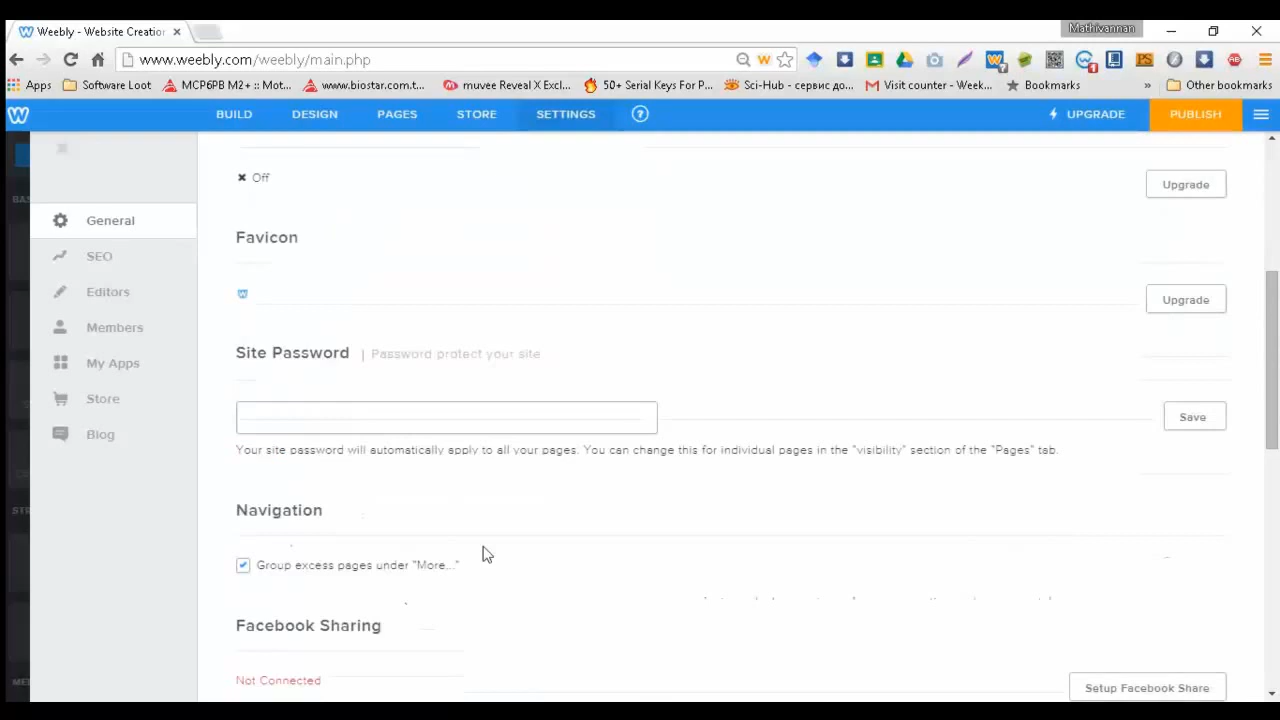 Weebly - Website Creation
Mathivannan
www.weebly.com/weebly/main.php
Apps Software Loot MCP6PB M2+ :: Mot... www.biostar.com.t... muvee Reveal X Excl... 50+ Serial Keys For P... Sci-Hub - сервис до... Visit counter - Week... Bookmarks » Other bookmarks
BUILD DESIGN PAGES STORE SETTINGS UPGRADE PUBLISH
Off
Upgrade
General
Favicon
SEO
Editors
Upgrade
Members
Site Password | Password protect your site
My Apps
Store
Save
Blog
Your site password will automatically apply to all your pages. You can change this for individual pages in the "visibility" section of the "Pages" tab.
Navigation
Group excess pages under "More..."
Facebook Sharing
Not Connected
Setup Facebook Share